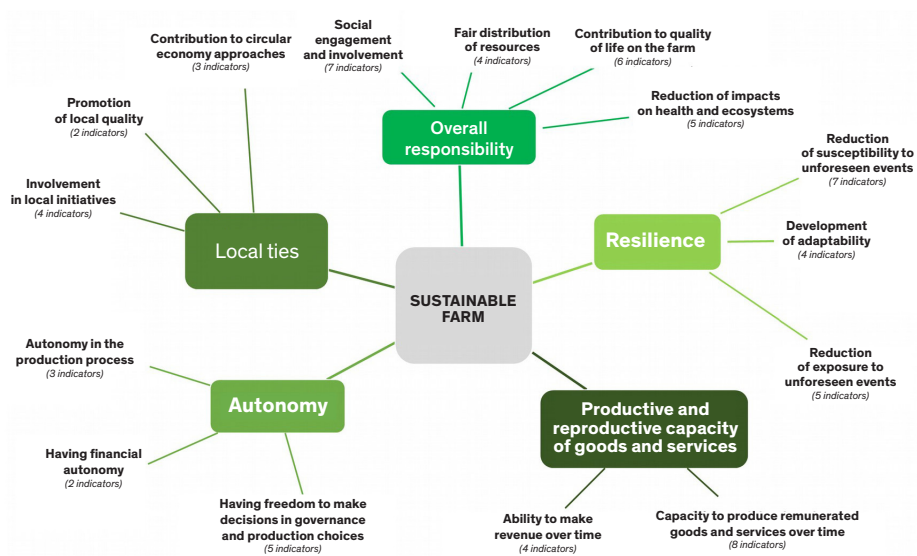 Contribution to circular
economy approaches
(3 indicators)
Social
engagement
and involvement
(7 indicators)
Fair distribution
of resources
(4 indicators)
Contribution to quality
of life on the farm
(6 indicators)
Promotion
of local quality
(2 indicators)
Reduction of impacts
on health and ecosystems
(5 indicators)
Overall
responsibility
Reduction
of susceptibility to
unforeseen events
(7 indicators)
Involvement
in local initiatives
(4 indicators)
Local ties
Resilience
Development
of adaptability
(4 indicators)
SUSTAINABLE
FARM
Autonomy in the
production process
(3 indicators)
Reduction
of exposure to
unforeseen events
(5 indicators)
Autonomy
Productive and
reproductive capacity
of goods and services
Having financial
autonomy
(2 indicators)
Having freedom to make
decisions in governance
and production choices
(5 indicators)
Ability to make
revenue over time
(4 indicators)
Capacity to produce remunerated
goods and services over time
(8 indicators)